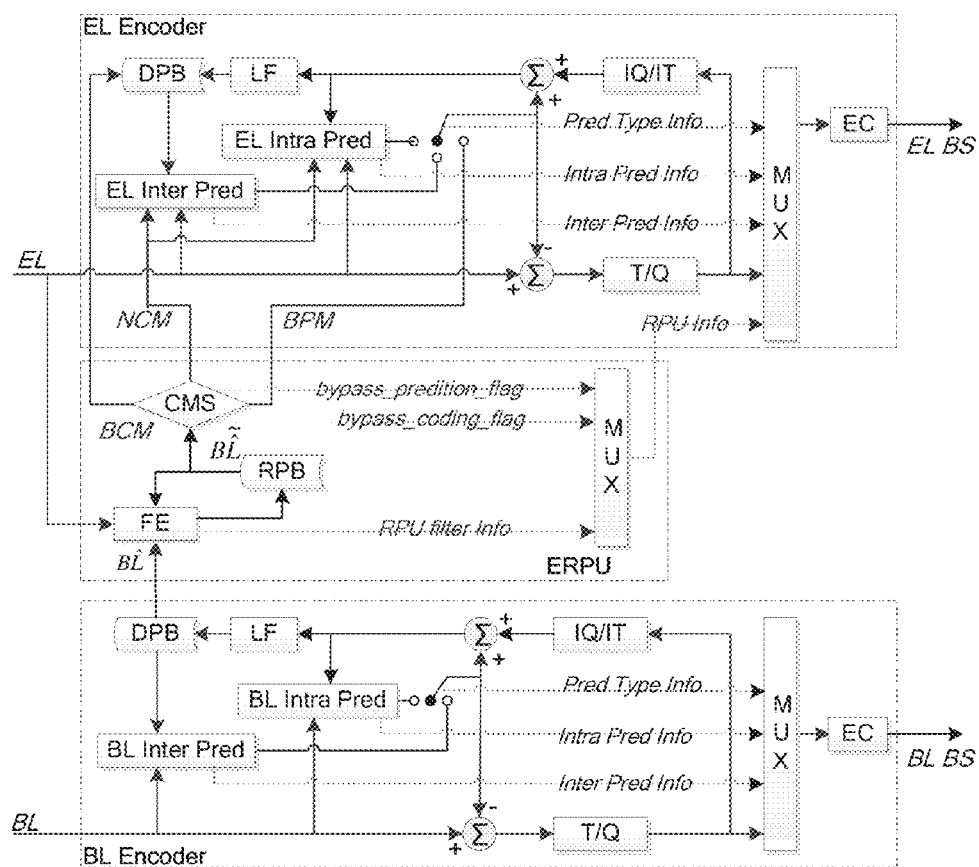 EL Encoder
DPB
LF
Σ
+
+
IQ/IT
EL Intra Pred
Pred Type Info
EC
EL BS
EL Inter Pred
Intra Pred Info
M
U
X
Inter Pred Info
EL
-
+
Σ
T/Q
NCM
BPM
RPU Info
CMS
bypass_predition_flag
BCM
bypass_coding_flag
M
U
X
B\tilde{\hat{L}}
RPB
FE
RPU filter Info
B\hat{L}
ERPU
DPB
LF
Σ
+
+
IQ/IT
BL Intra Pred
Pred Type Info
M
U
X
BL Inter Pred
Intra Pred Info
EC
BL BS
Inter Pred Info
BL
-
+
Σ
T/Q
BL Encoder